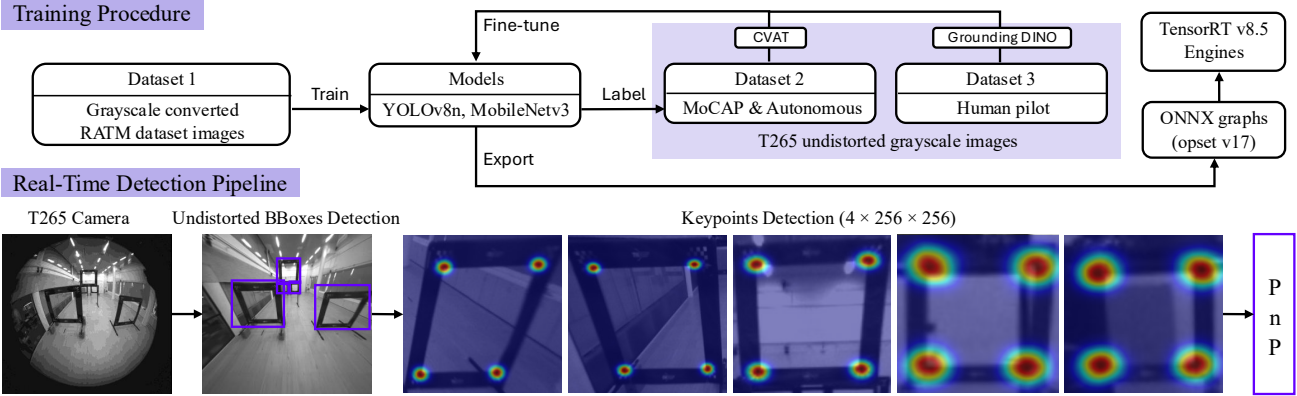 Training Procedure
Fine-tune
CVAT
Grounding DINO
TensorRT v8.5
Engines
Dataset 1
Grayscale converted
RATM dataset images
Train
Models
YOLOv8n, MobileNetv3
Label
Dataset 2
MoCAP & Autonomous
Dataset 3
Human pilot
T265 undistorted grayscale images
ONNX graphs
(opset v17)
Export
Real-Time Detection Pipeline
T265 Camera
Undistorted BBoxes Detection
Keypoints Detection (4 × 256 × 256)
P
n
P